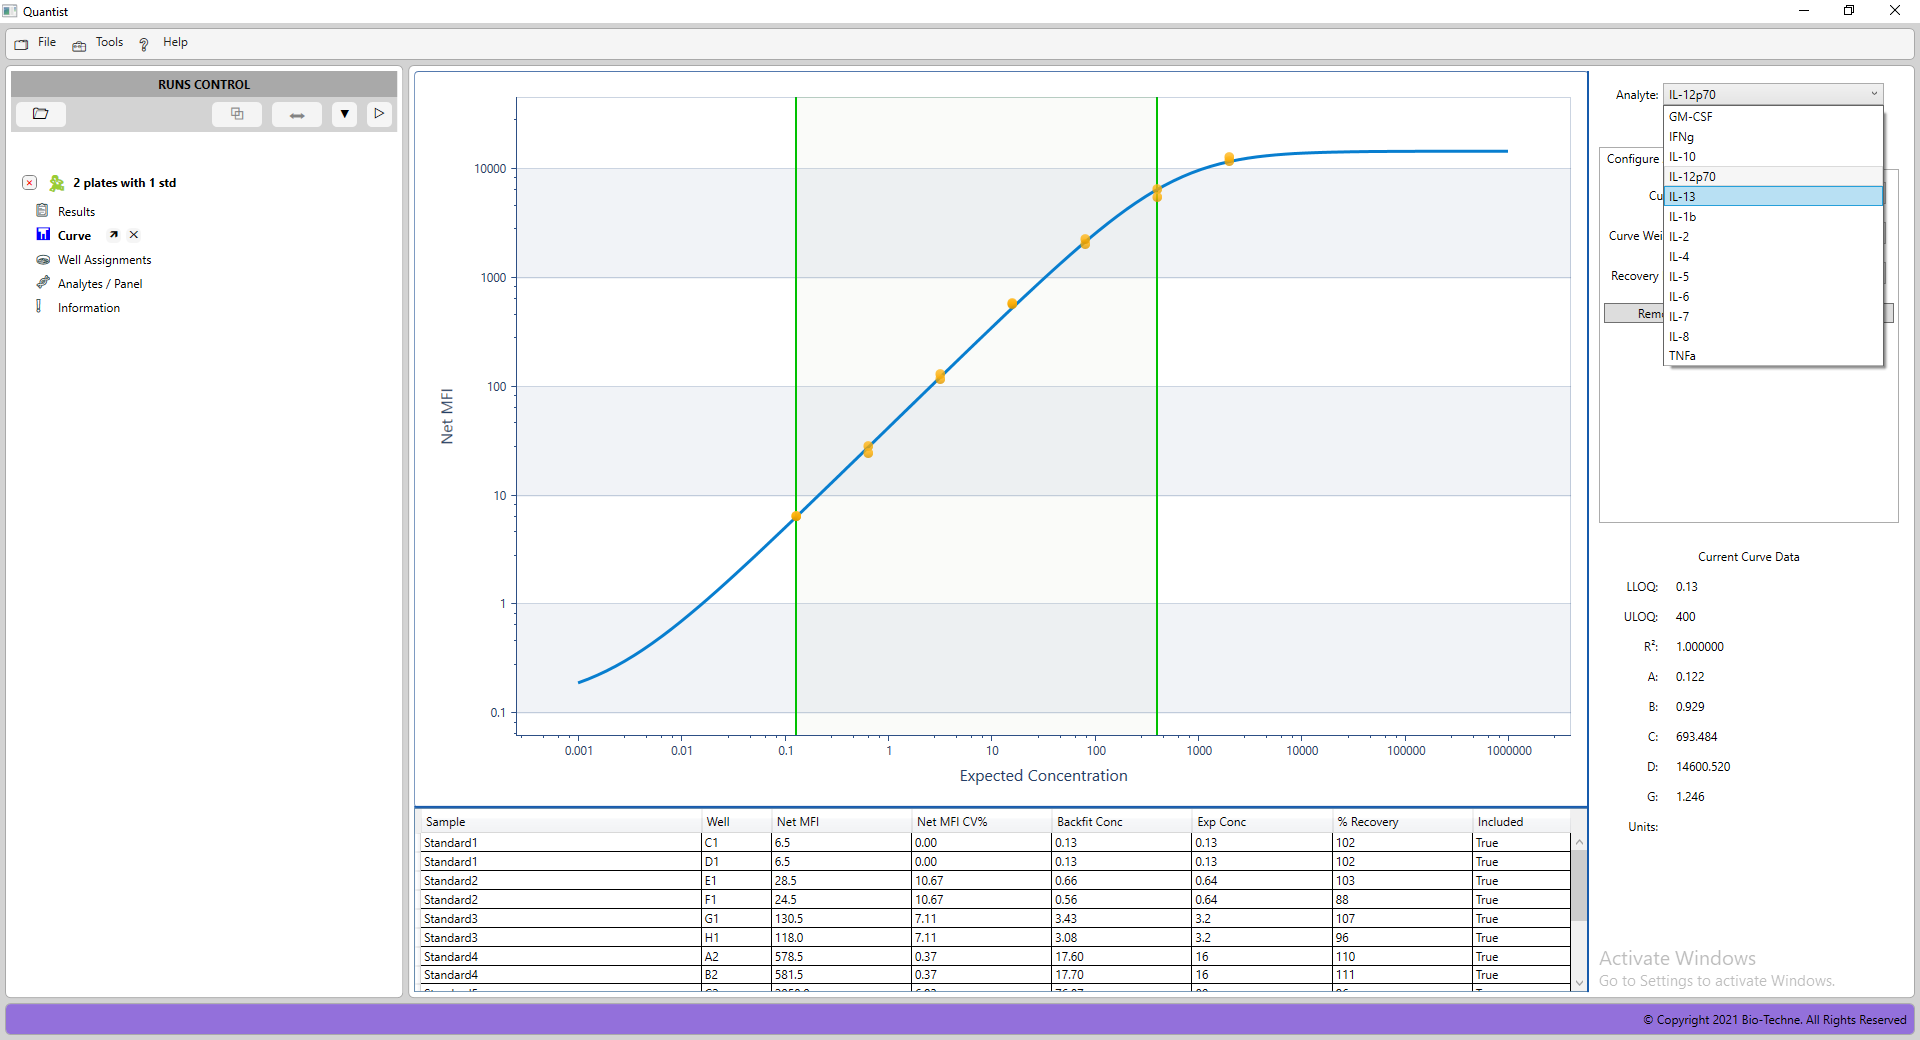 Quantist
File Tools Help
RUNS CONTROL
2 plates with 1 std
Results
Curve
Well Assignments
Analytes / Panel
Information
Net MFI
10000
1000
100
10
1
0.1
0.001 0.01 0.1 1 10 100 1000 10000 100000 1000000
Expected Concentration
Sample Well Net MFI Net MFI CV% Backfit Conc Exp Conc % Recovery Included
Standard1 C1 6.5 0.00 0.13 0.13 102 True
Standard1 D1 6.5 0.00 0.13 0.13 102 True
Standard2 E1 28.5 10.67 0.66 0.64 103 True
Standard2 F1 24.5 10.67 0.56 0.64 88 True
Standard3 G1 130.5 7.11 3.43 3.2 107 True
Standard3 H1 118.0 7.11 3.08 3.2 96 True
Standard4 A2 578.5 0.37 17.60 16 110 True
Standard4 B2 581.5 0.37 17.70 16 111 True
Analyte: IL-12p70
GM-CSF
IFNg
IL-10
IL-12p70
IL-13
IL-1b
IL-2
IL-4
IL-5
IL-6
IL-7
IL-8
TNFa
Configure
Cu
Curve Wei
Recovery
Rem
Current Curve Data
LLOQ: 0.13
ULOQ: 400
R²: 1.000000
A: 0.122
B: 0.929
C: 693.484
D: 14600.520
G: 1.246
Units:
Activate Windows
Go to Settings to activate Windows.
© Copyright 2021 Bio-Techne. All Rights Reserved